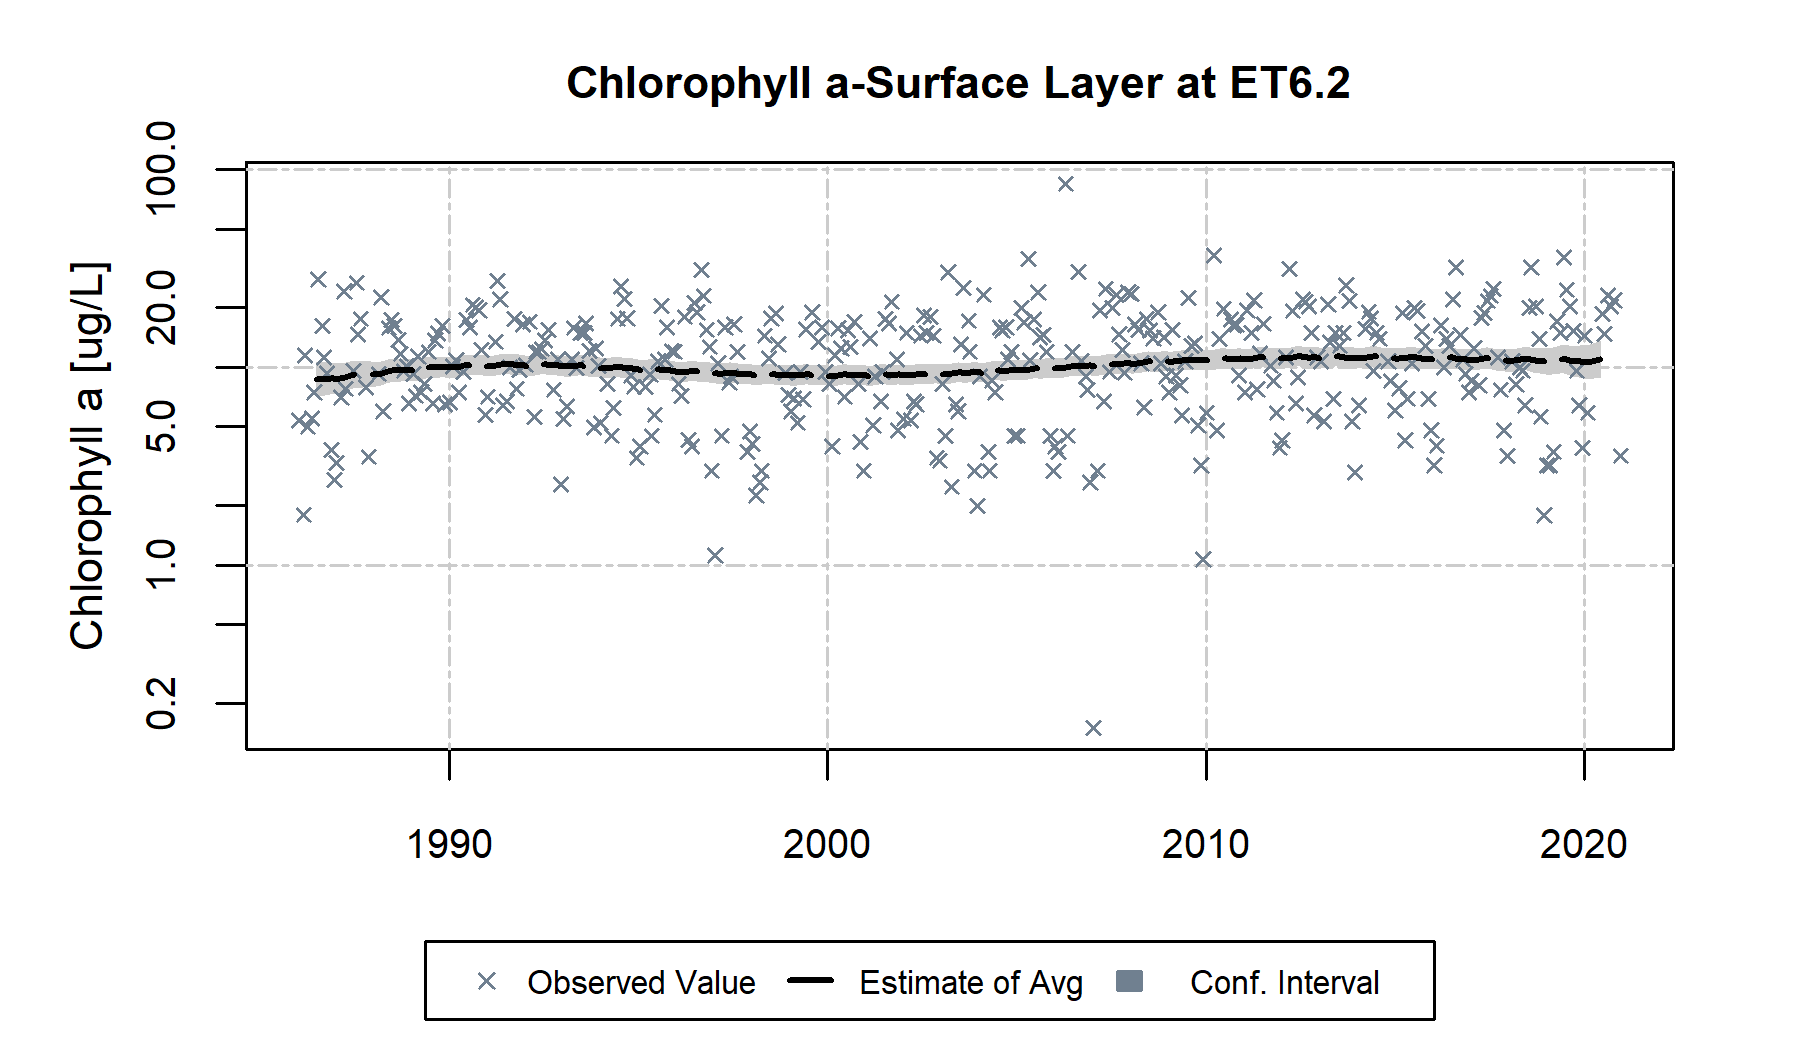 Chlorophyll a-Surface Layer at ET6.2
Chlorophyll a [ug/L]
100.0
20.0
5.0
1.0
0.2
1990 2000 2010 2020
Observed Value Estimate of Avg Conf. Interval